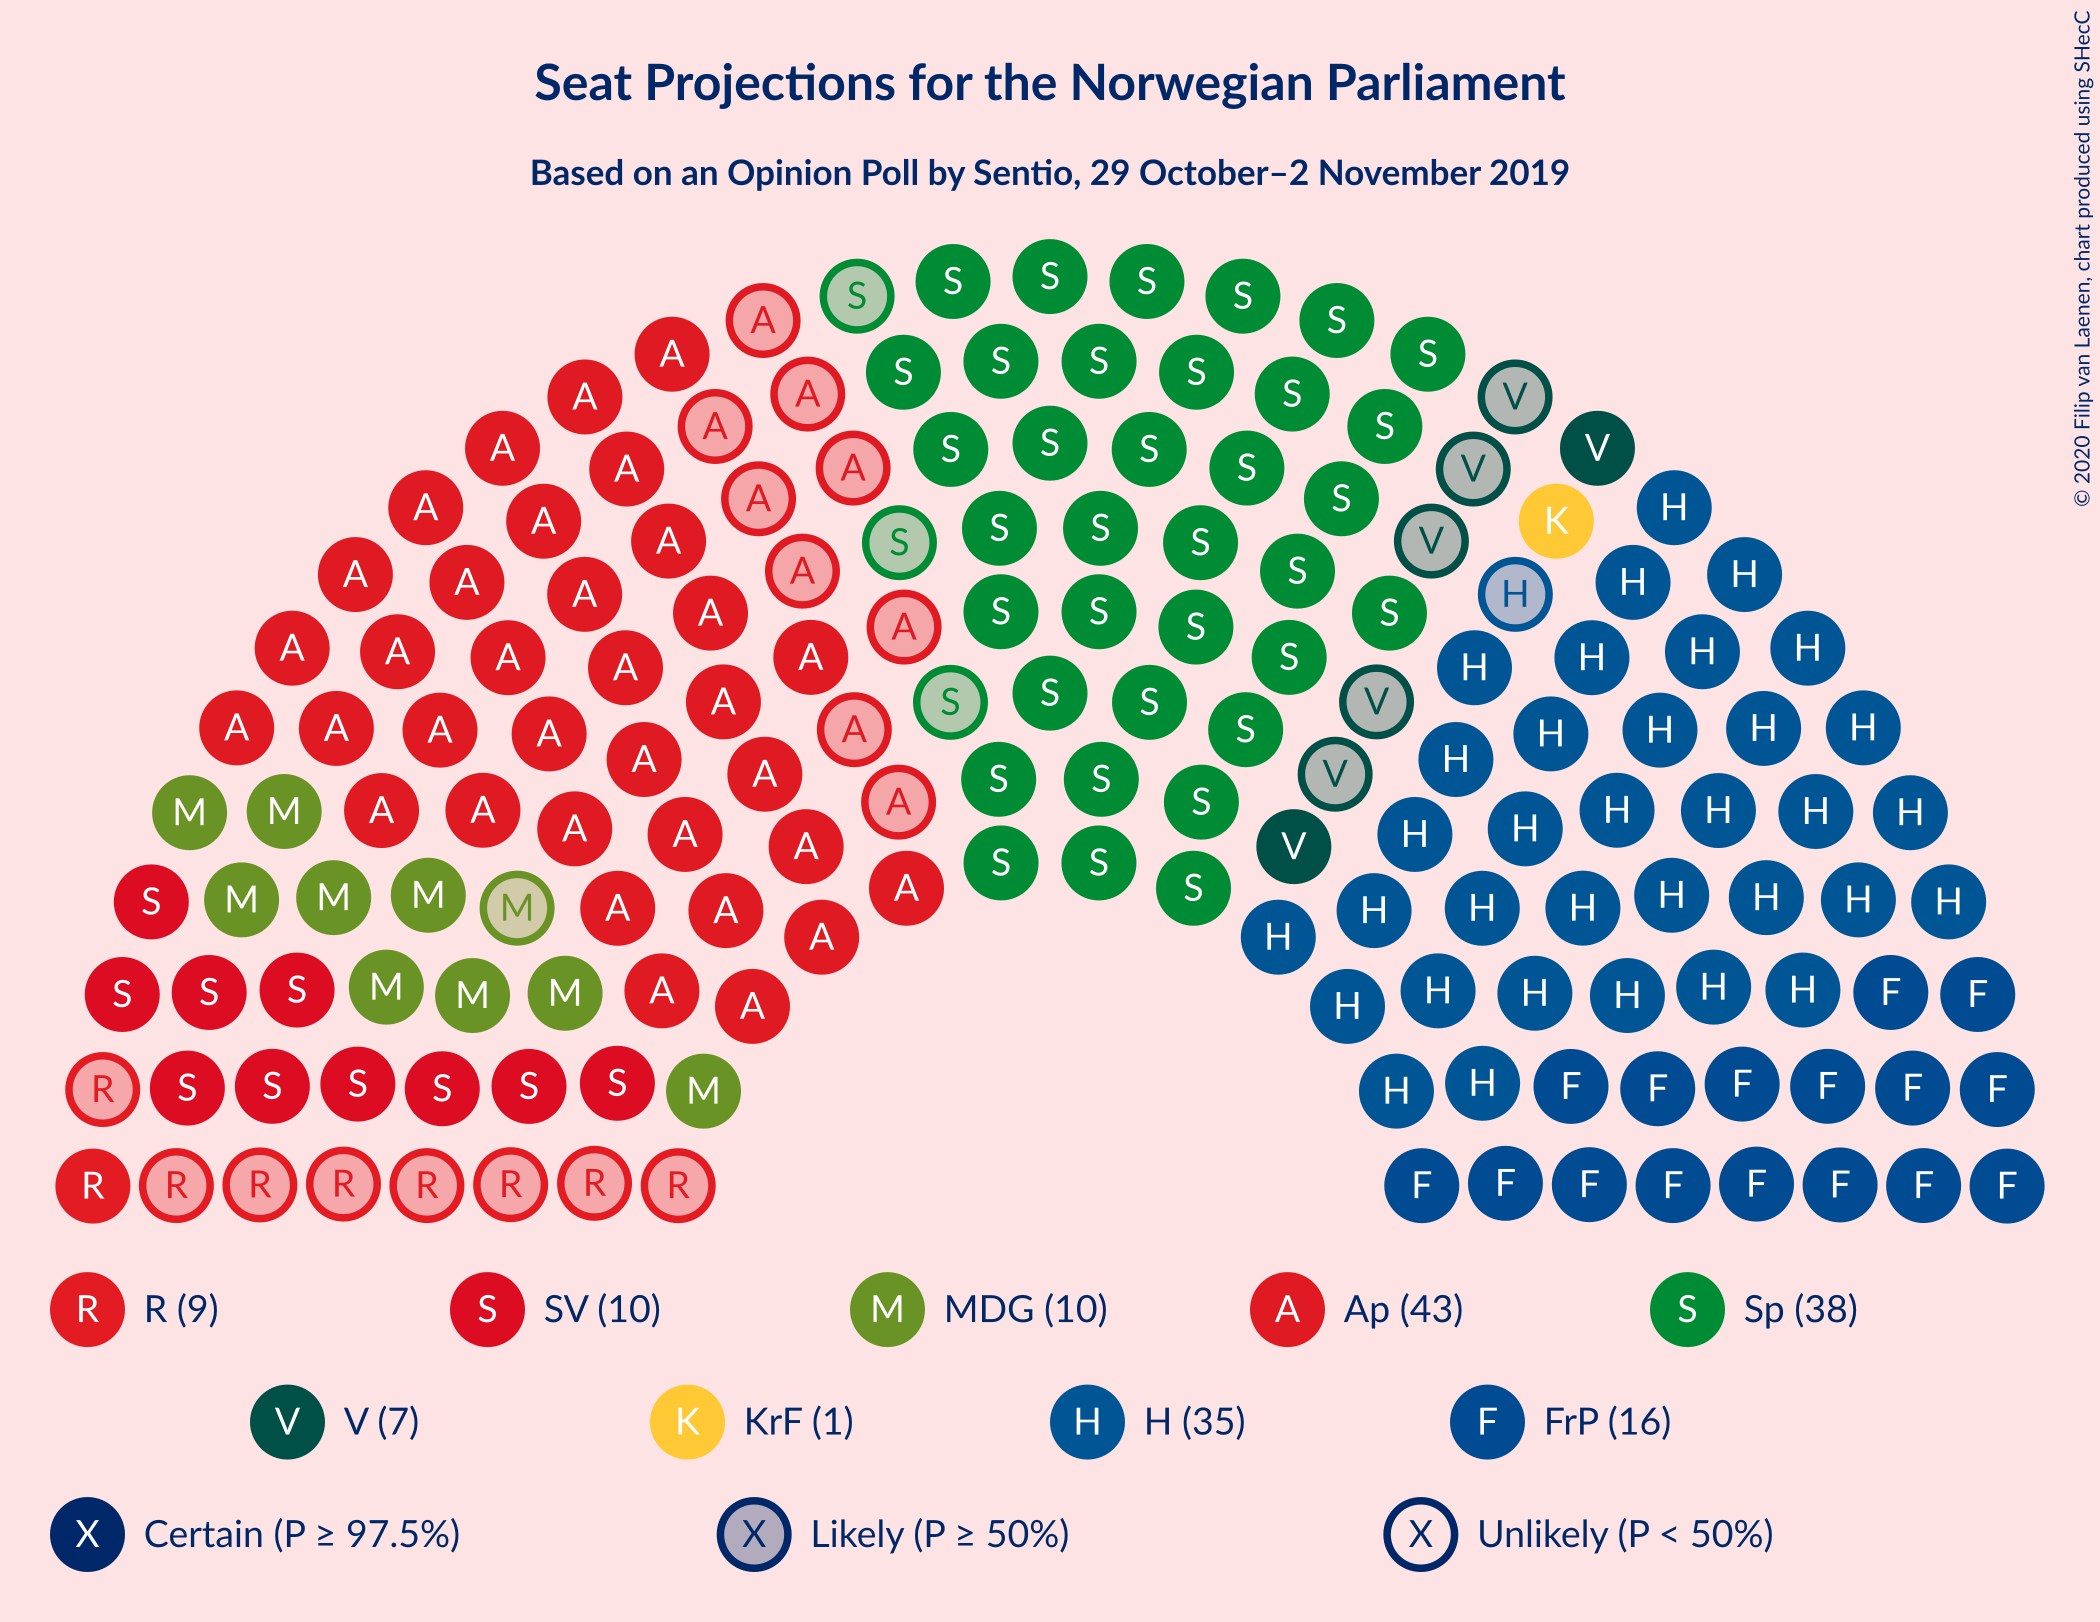 Seat Projections for the Norwegian Parliament
Based on an Opinion Poll by Sentio, 29 October–2 November 2019
© 2020 Filip van Laenen, chart produced using SHecC
S S S S S S S
A A
S S S S S S
A A V
A A S S S S S V V
A A A S S S S S V K H
A A A A S S S S S V H H H
A A A A A A S S S S S H H H H
A A A A A A A S S S S V H H H H H
A A A A A A A S S S V H H H H H
M M A A A A A A S S S V H H H H H H
S M M M M A A A A S S S H H H H H H H H
S S S M M M A A H H H H H H F F
R S S S S S S M H H F F F F F F
R R R R R R R R F F F F F F F F
R R (9) S SV (10) M MDG (10) A Ap (43) S Sp (38)
V V (7) K KrF (1) H H (35) F FrP (16)
X Certain (P ≥ 97.5%) X Likely (P ≥ 50%) X Unlikely (P < 50%)